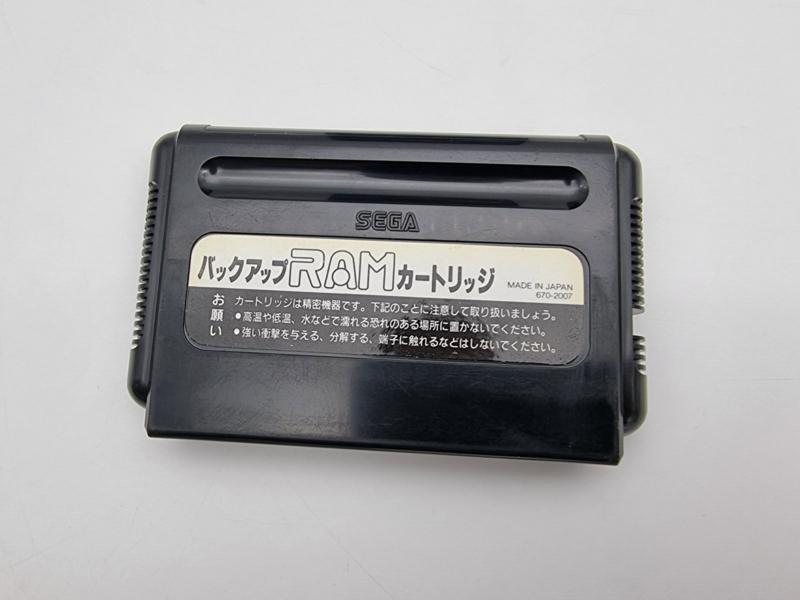 SEGA
バックアップRAMカートリッジ
MADE IN JAPAN
670-2007
お願い
カートリッジは精密機器です。下記のことに注意して取り扱いましょう。
●高温や低温、水などで濡れる恐れのある場所に置かないでください。
●強い衝撃を与える、分解する、端子に触れるなどはしないでください。